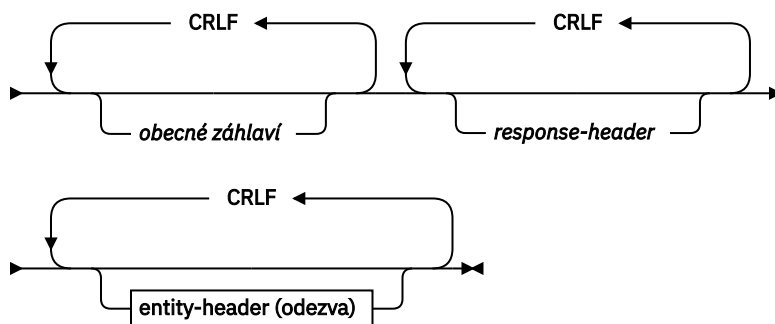 CRLF CRLF
obecné záhlaví response-header
CRLF
entity-header (odezva)